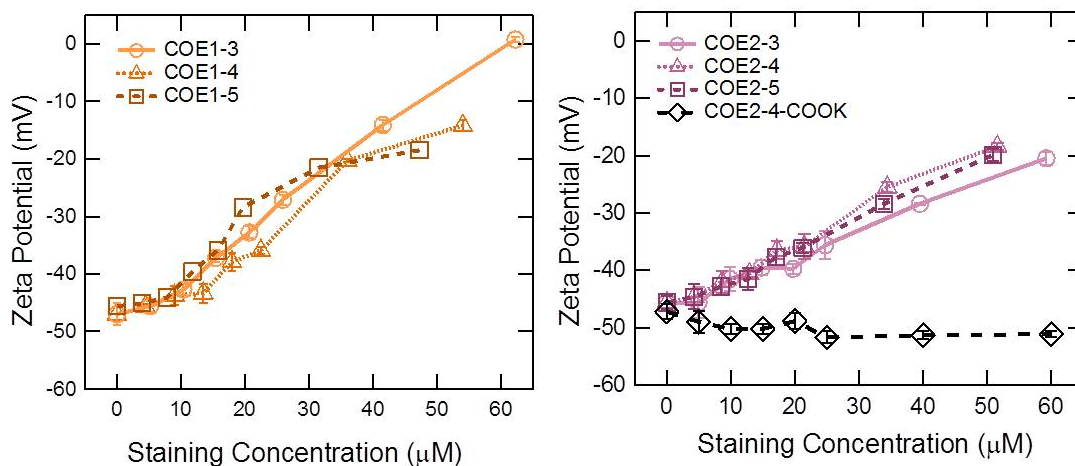 0
-10
-20
-30
-40
-50
-60
Zeta Potential (mV)
COE1-3
COE1-4
COE1-5
0 10 20 30 40 50 60
Staining Concentration (μM)
0
-10
-20
-30
-40
-50
-60
Zeta Potential (mV)
COE2-3
COE2-4
COE2-5
COE2-4-COOK
0 10 20 30 40 50 60
Staining Concentration (μM)